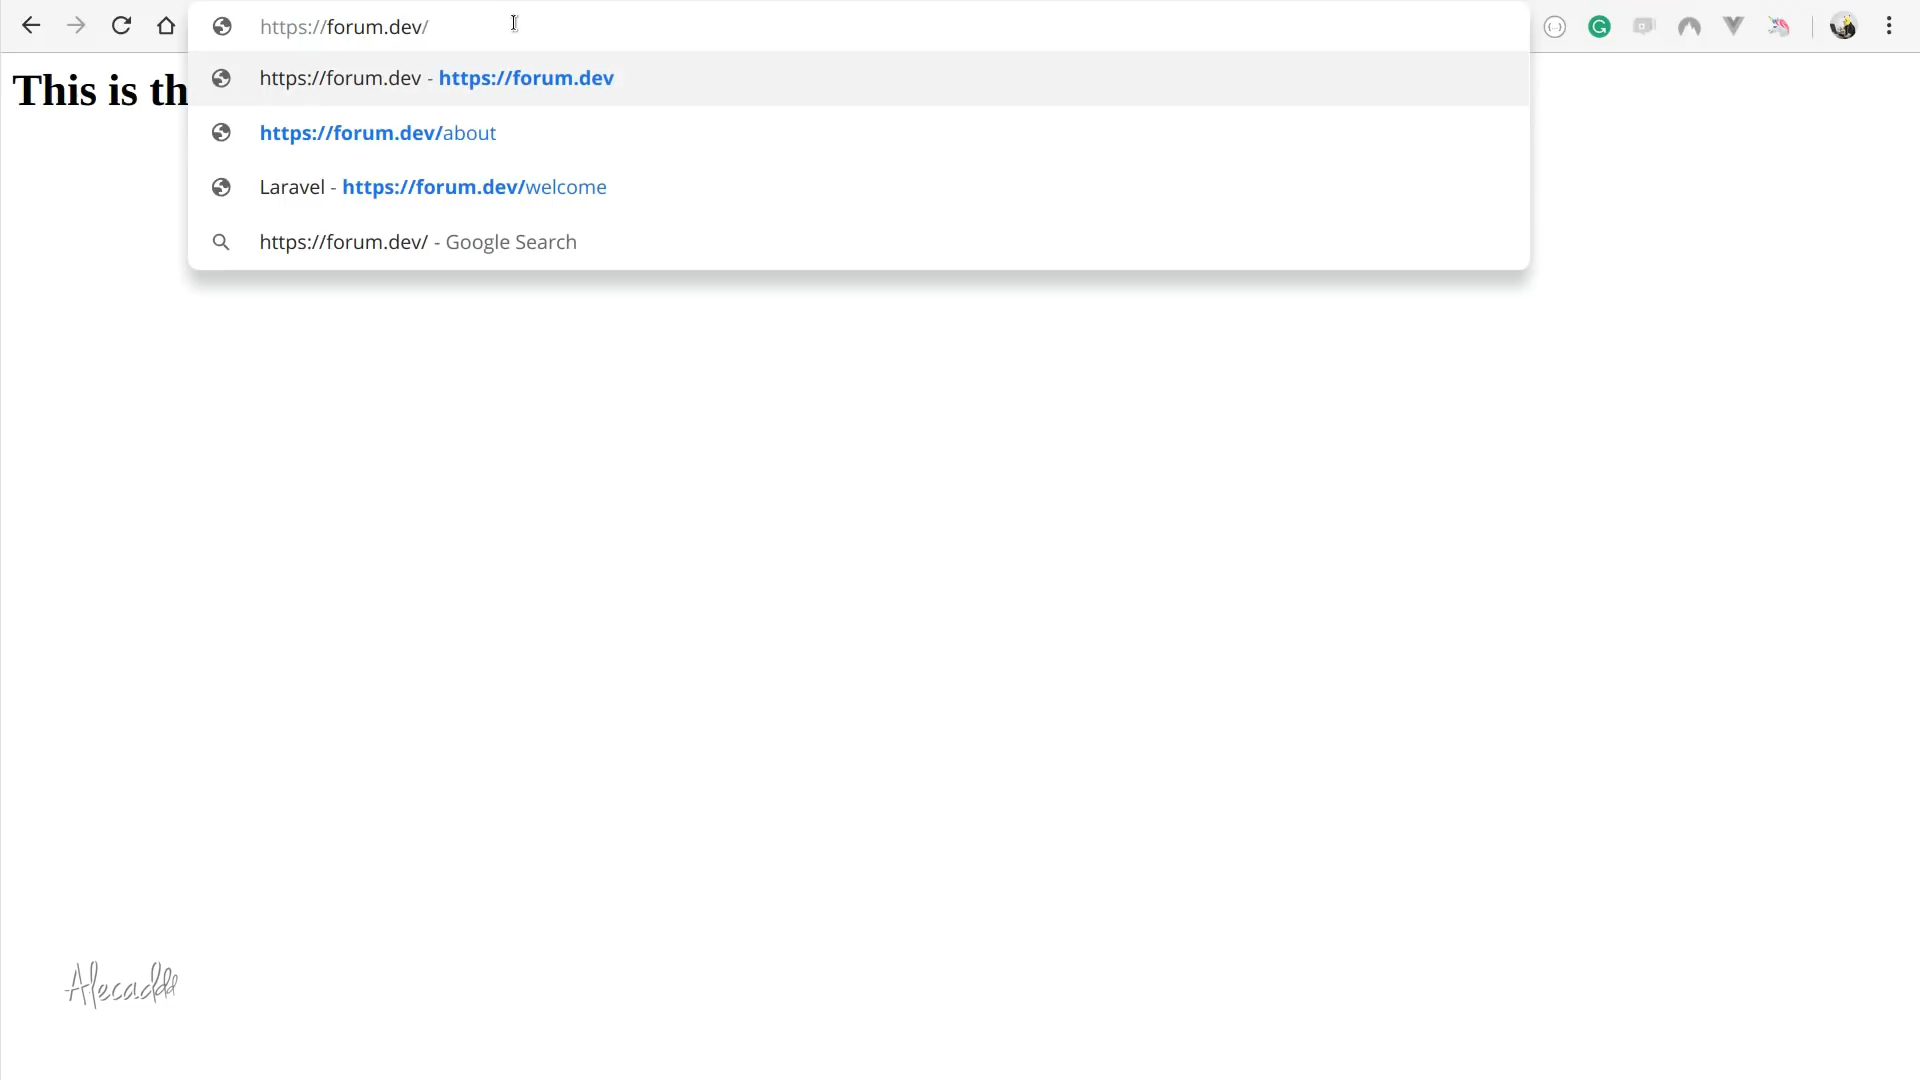 https://forum.dev/
https://forum.dev - https://forum.dev
This is th
https://forum.dev/about
Laravel - https://forum.dev/welcome
https://forum.dev/ - Google Search
Alecaddd